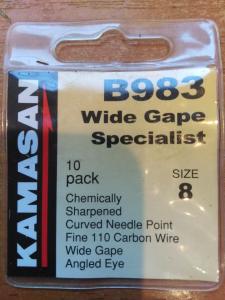 KAMASAN
B983
Wide Gape
Specialist
10
pack
SIZE
8
Chemically
Sharpened
Curved Needle Point
Fine 110 Carbon Wire
Wide Gape
Angled Eye